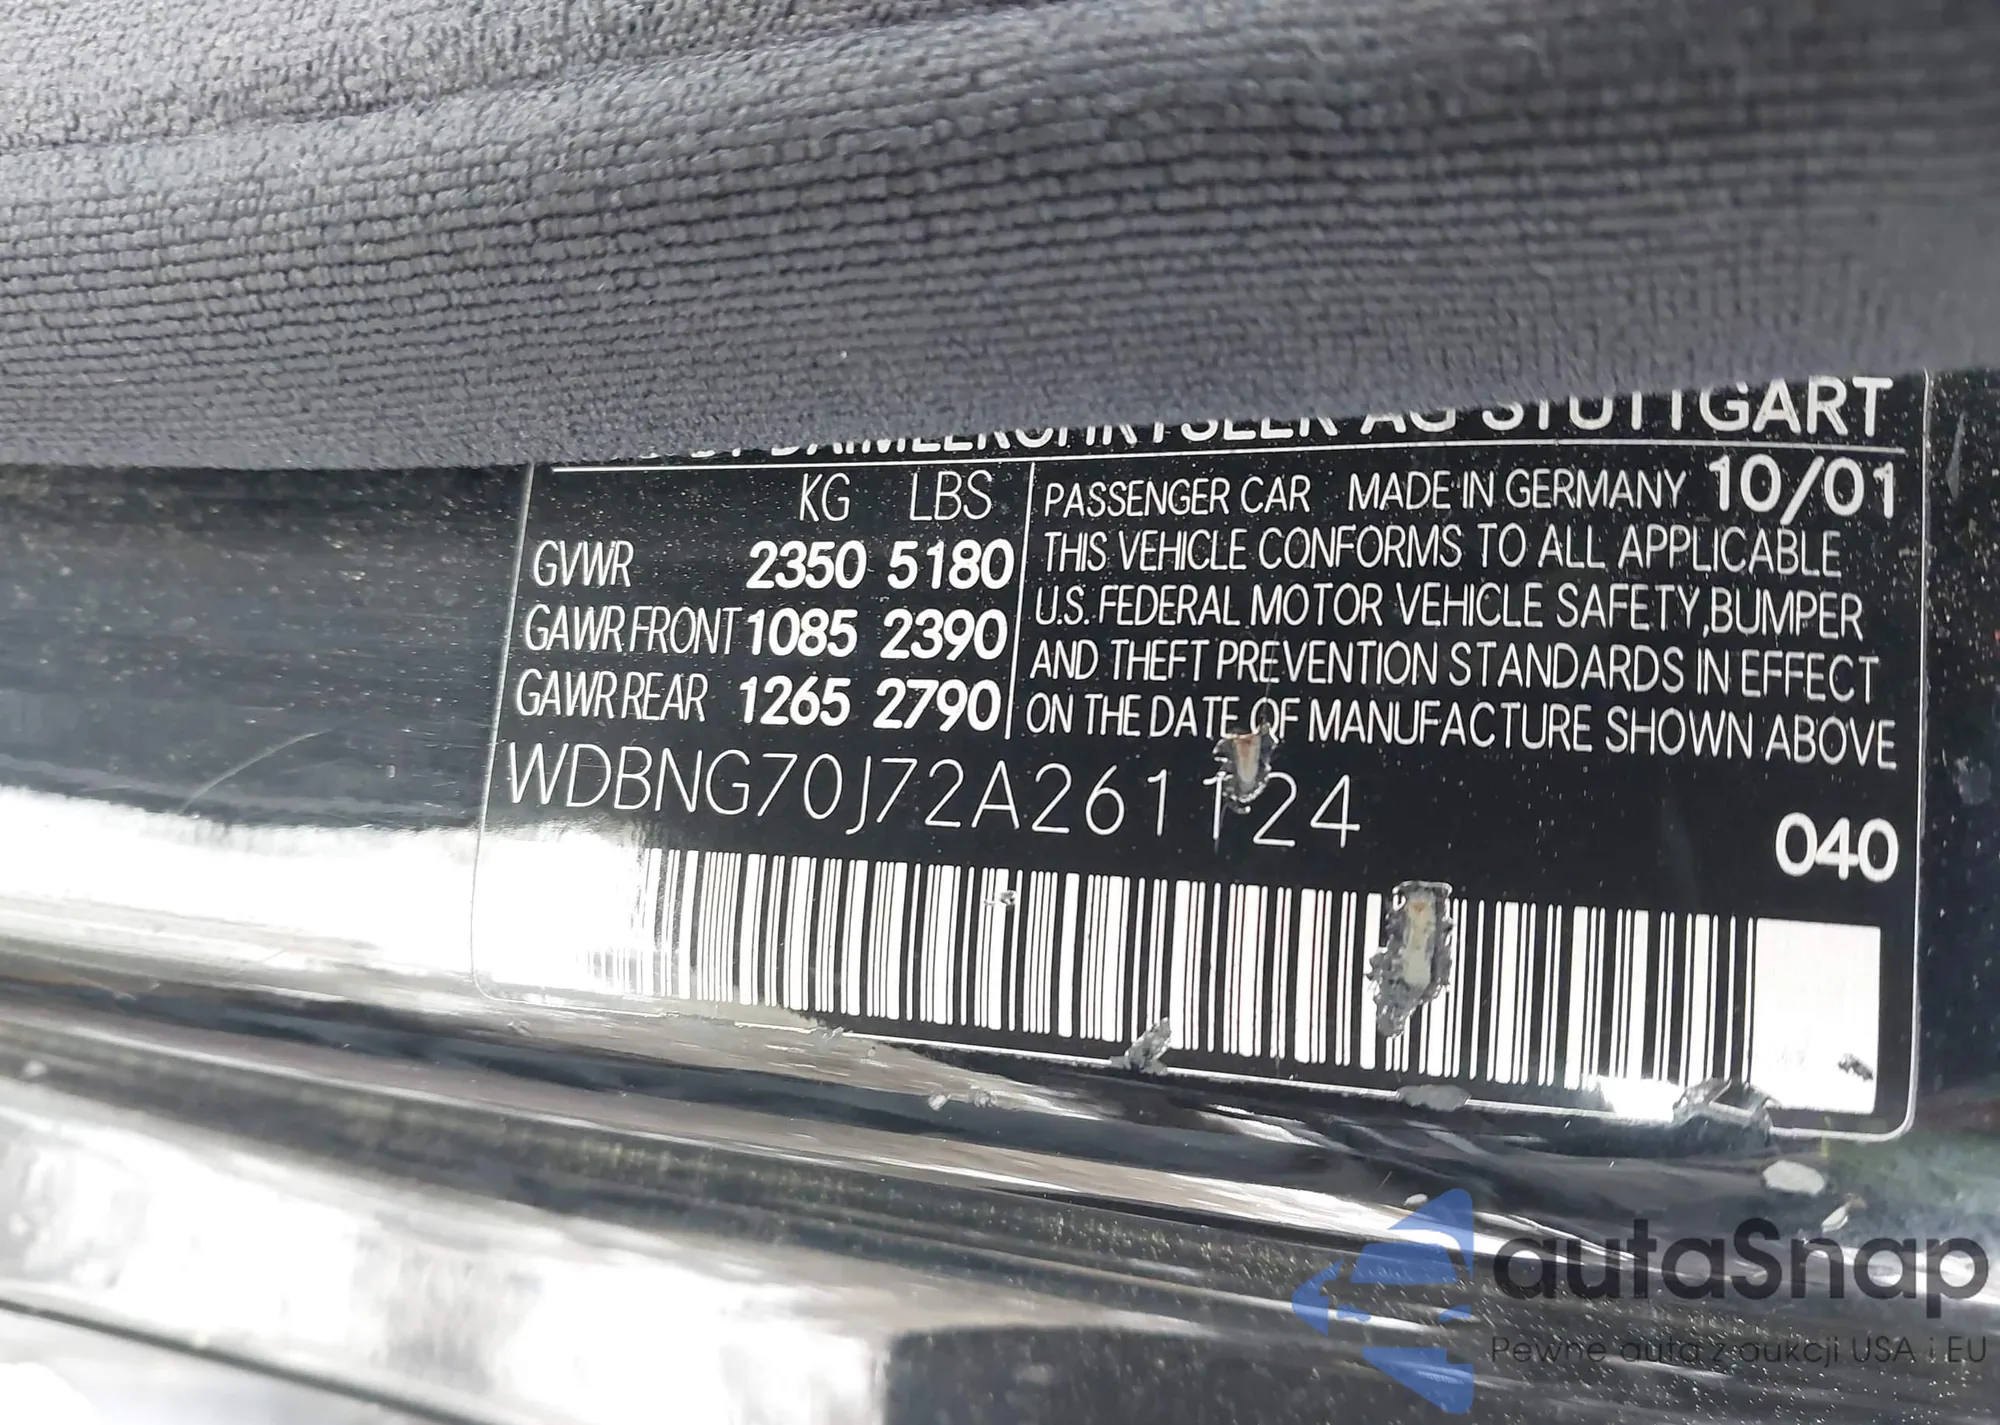 DAIMLERCHRYSLER AG STUTTGART
KG LBS
GVWR 2350 5180
GAWR FRONT 1085 2390
GAWR REAR 1265 2790
PASSENGER CAR MADE IN GERMANY 10/01
THIS VEHICLE CONFORMS TO ALL APPLICABLE
U.S. FEDERAL MOTOR VEHICLE SAFETY, BUMPER
AND THEFT PREVENTION STANDARDS IN EFFECT
ON THE DATE OF MANUFACTURE SHOWN ABOVE
WDBNG70J72A261124
040
autaSnap
Pewne auta z aukcji USA i EU